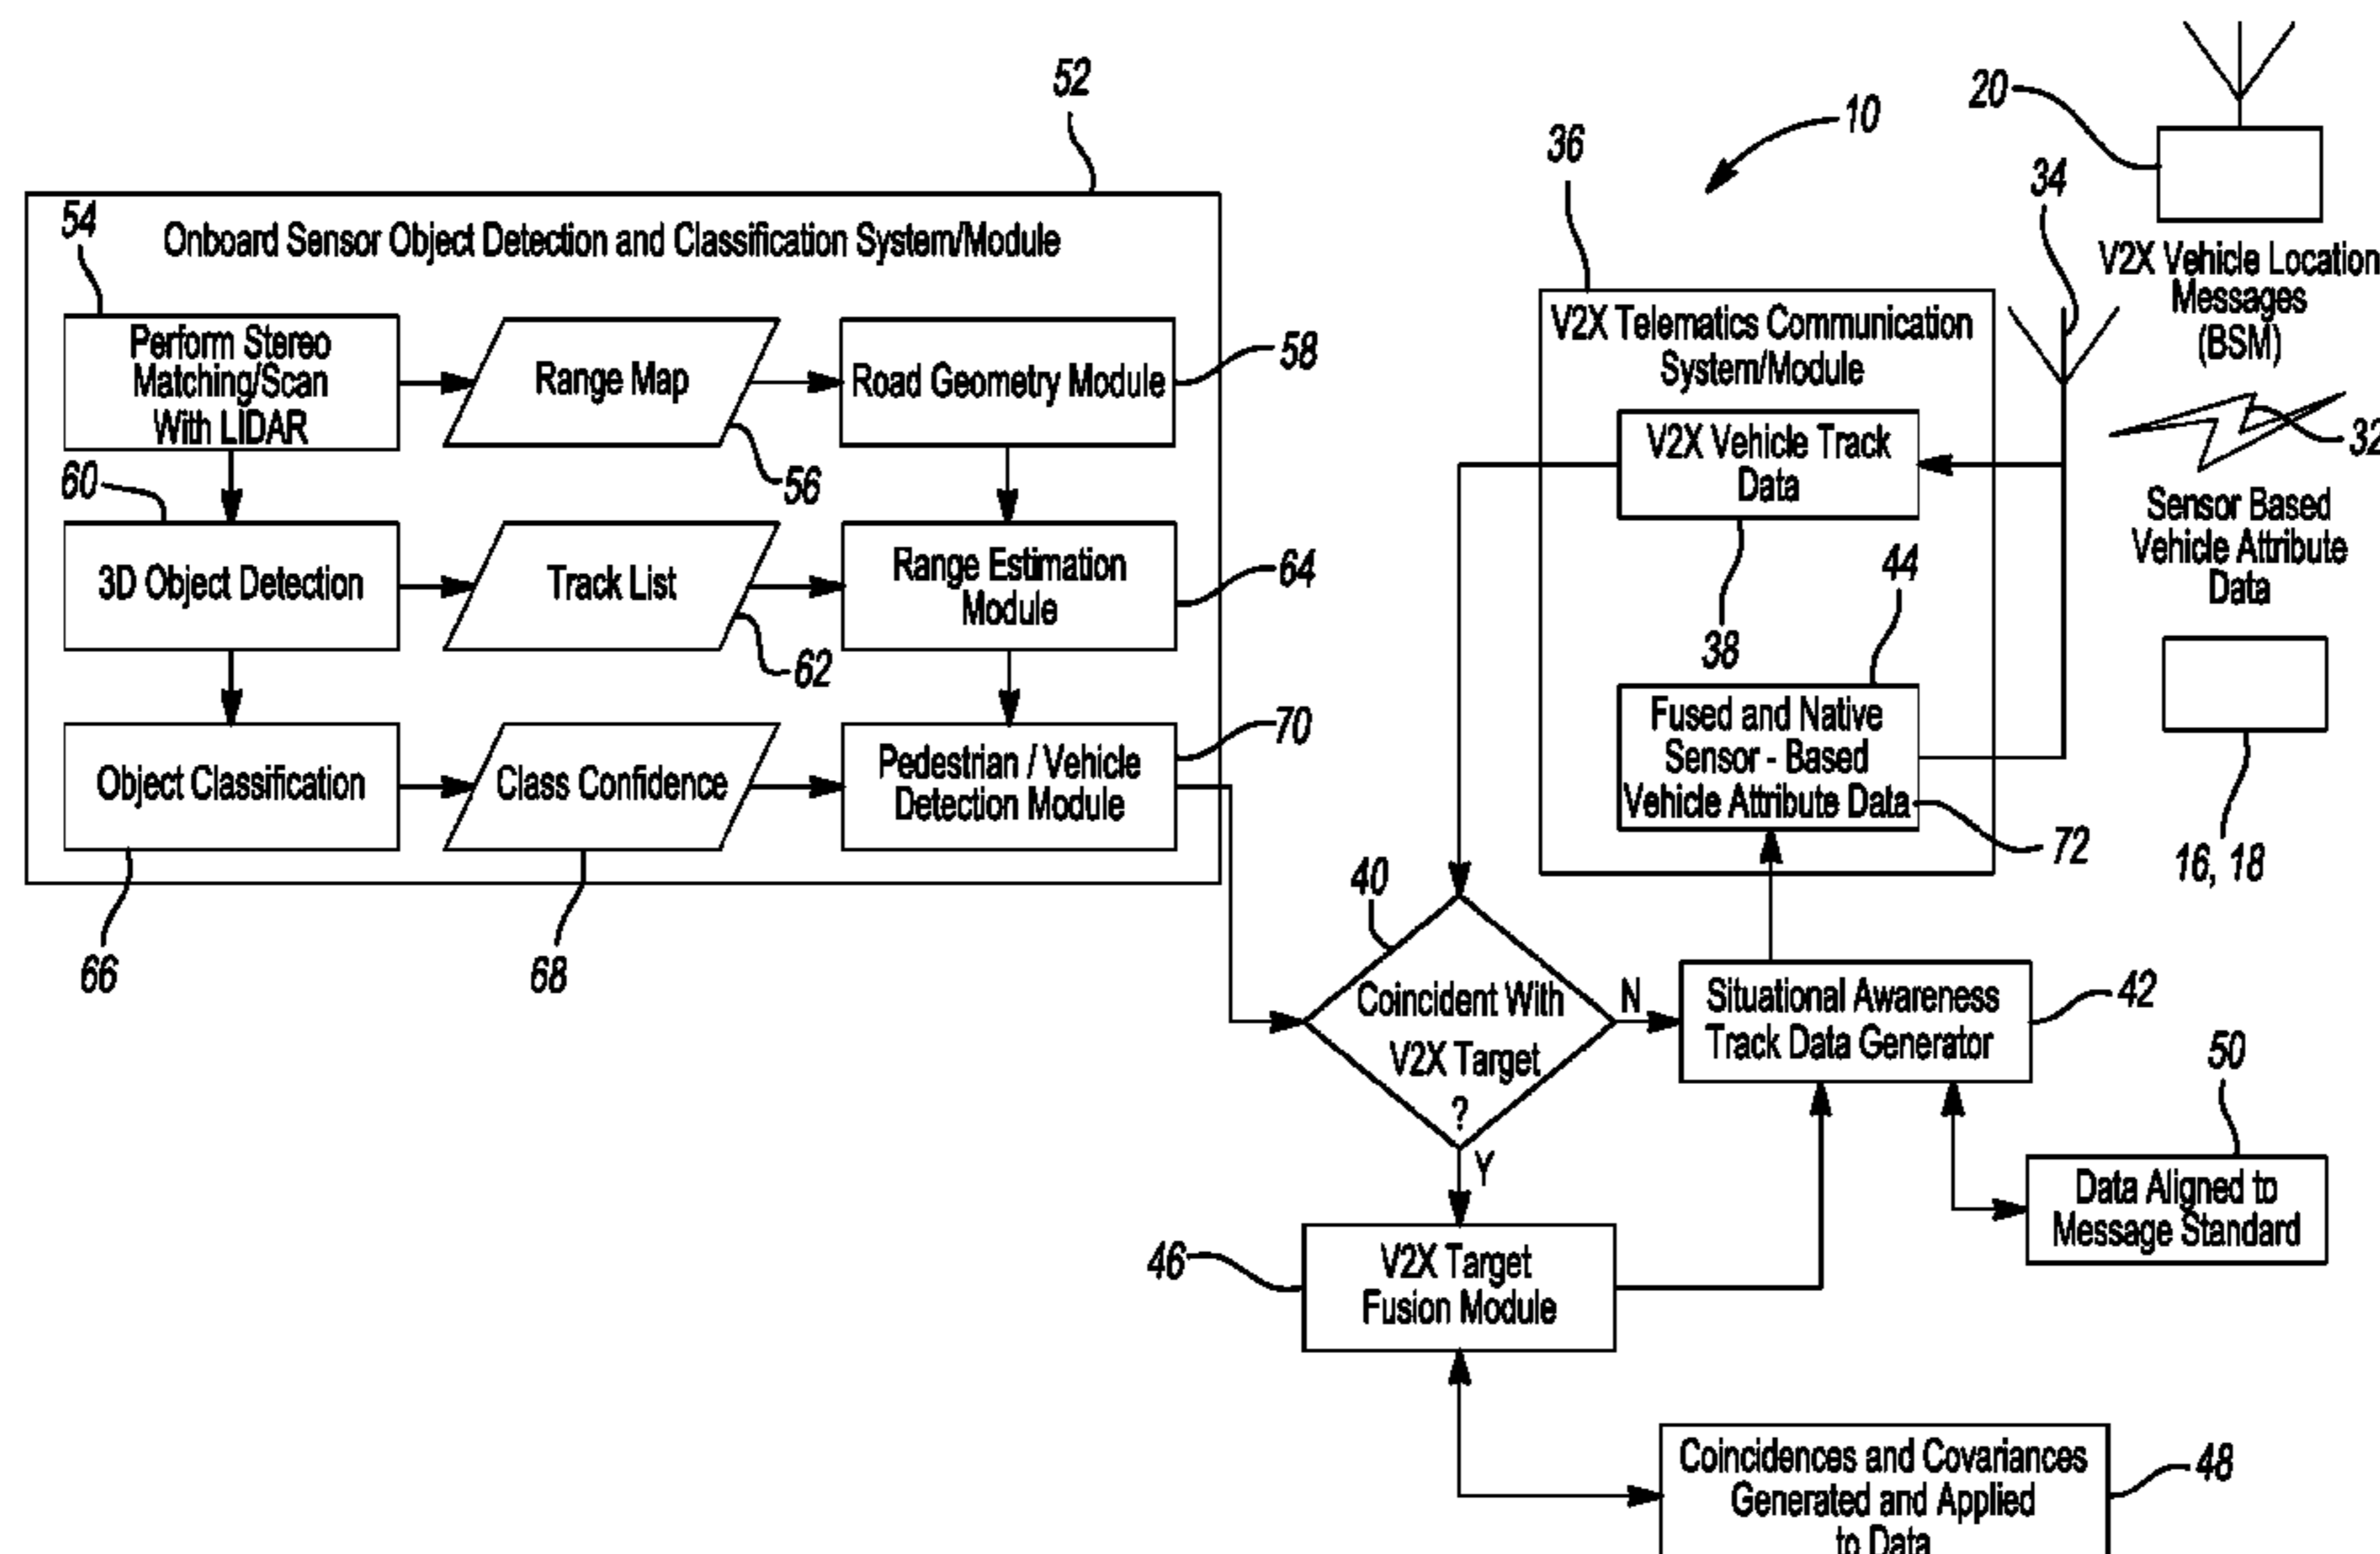 52
54
Onboard Sensor Object Detection and Classification System/Module
Perform Stereo
Matching/Scan
With LIDAR
Range Map
Road Geometry Module
58
56
60
3D Object Detection
Track List
Range Estimation
Module
64
62
Object Classification
Class Confidence
Pedestrian / Vehicle
Detection Module
70
66
68
10
20
36
34
V2X Vehicle Location
Messages
(BSM)
V2X Telematics Communication
System/Module
V2X Vehicle Track
Data
32
38
44
Sensor Based
Vehicle Attribute
Data
Fused and Native
Sensor - Based
Vehicle Attribute Data
72
16, 18
40
Coincident With
V2X Target
?
N
Y
Situational Awareness
Track Data Generator
42
50
Data Aligned to
Message Standard
46
V2X Target
Fusion Module
Coincidences and Covariances
Generated and Applied
to Data
48